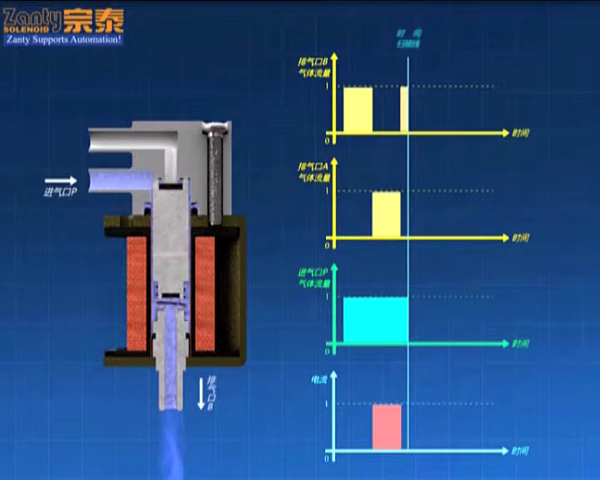 Zanty宗泰
SOLENOID
Zanty Supports Automation!
时 间
扫描线
排气口B
气体流量
1
0
时间
排气口A
气体流量
1
0
时间
进气口P
进气口P
气体流量
1
0
时间
排气口B
电流
1
0
时间